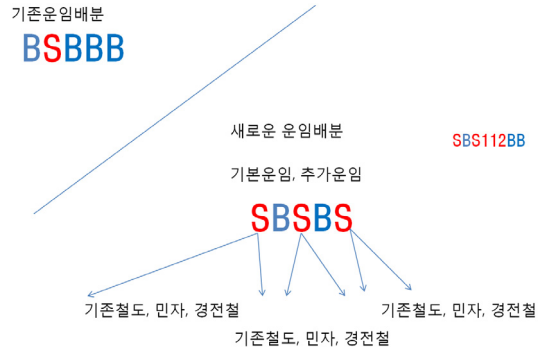 기존운임배분
BSBBB
새로운 운임배분
SBS112BB
기본운임, 추가운임
SBSBS
기존철도, 민자, 경전철
기존철도, 민자, 경전철
기존철도, 민자, 경전철